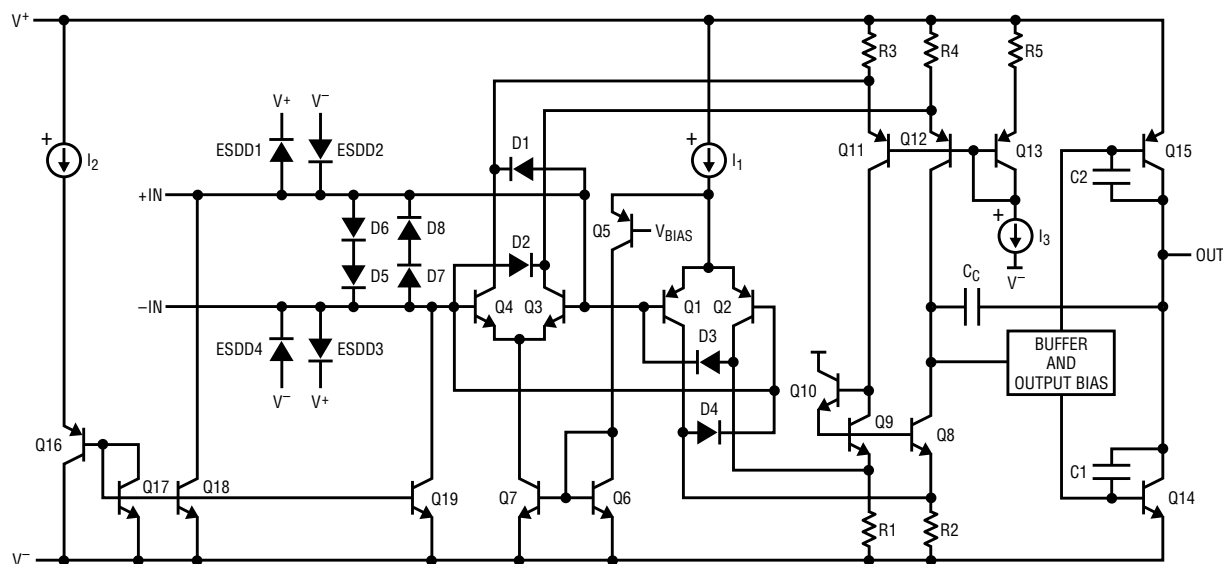 V+
R3
R4
R5
V+
V−
D1
Q11
Q12
Q13
Q15
ESDD1
ESDD2
I2
I1
C2
+IN
D6
D8
Q5
VBIAS
+
I3
OUT
D2
D5
D7
V−
CC
−IN
Q4
Q3
Q1
Q2
ESDD4
ESDD3
D3
BUFFER
AND
OUTPUT BIAS
V−
V+
Q10
D4
Q9
Q8
Q16
C1
Q17
Q18
Q19
Q7
Q6
Q14
R1
R2
V−